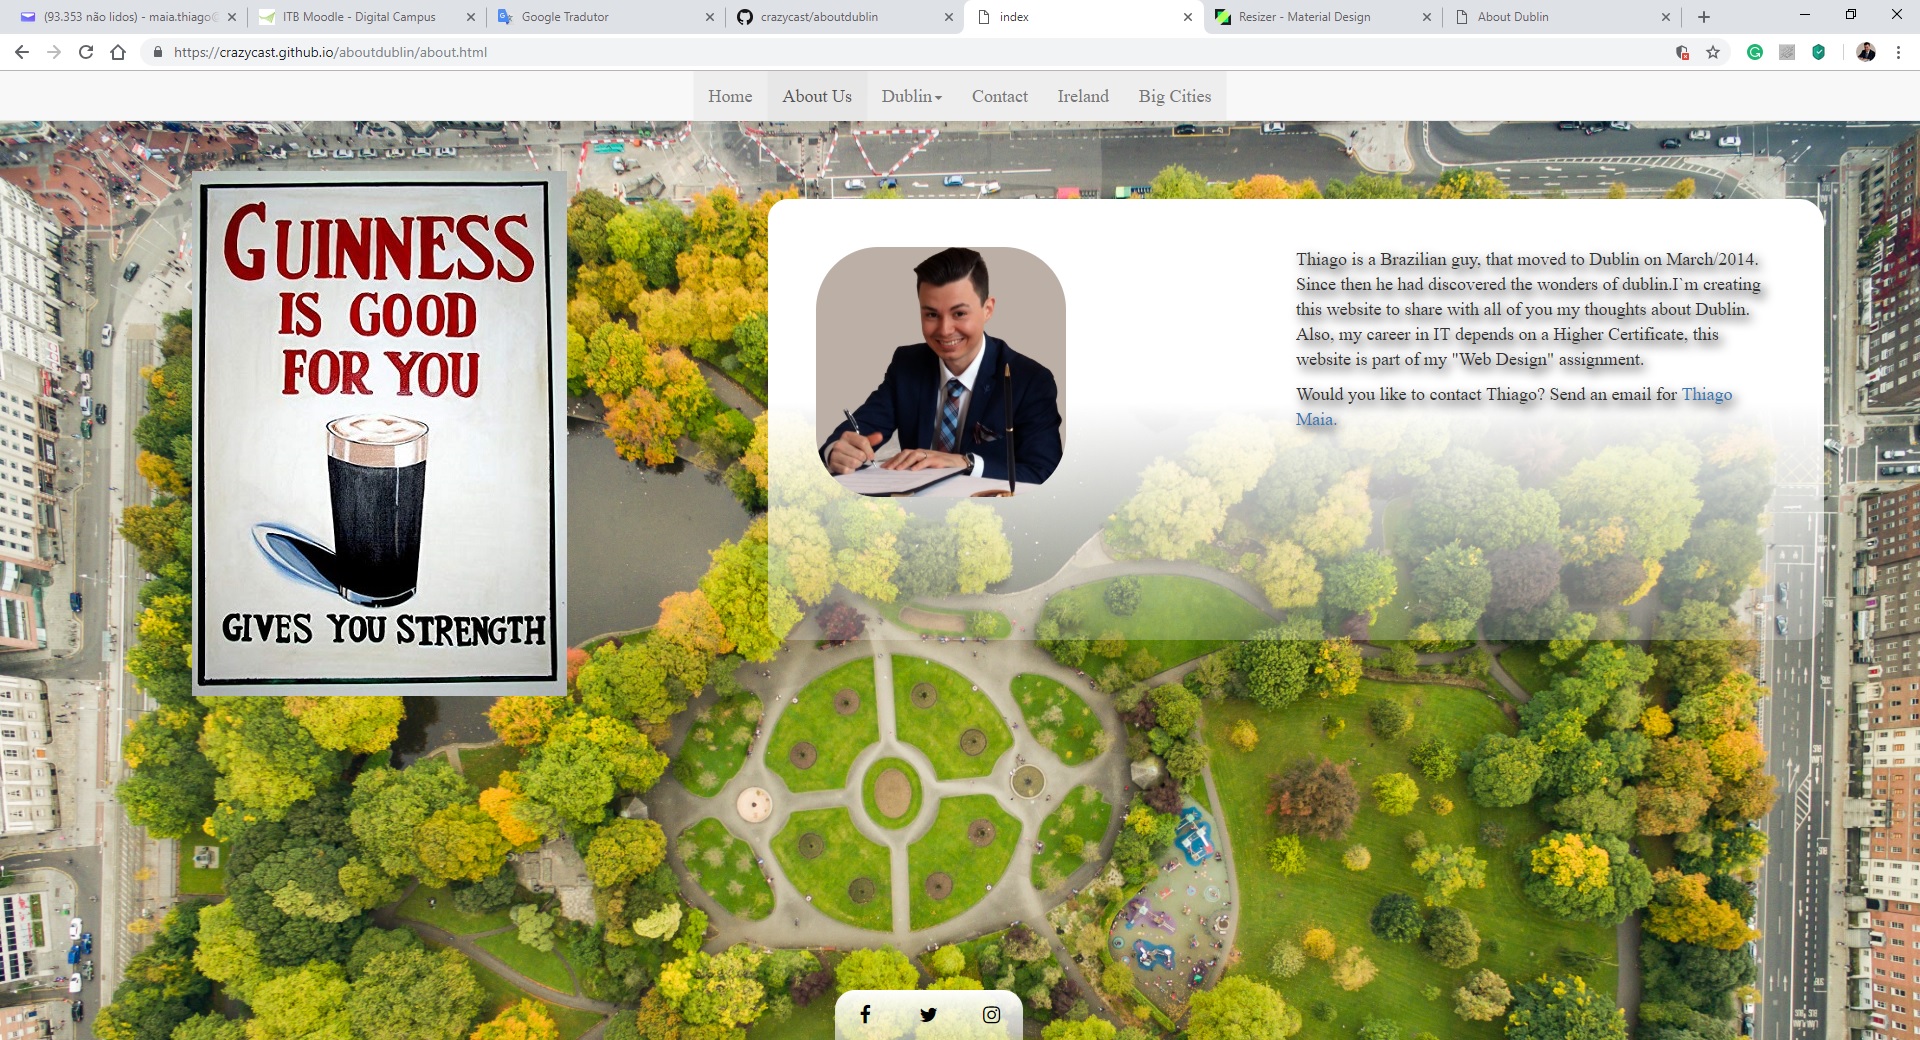 (93.353 não lidos) - maia.thiago@
ITB Moodle - Digital Campus
Google Tradutor
crazycast/aboutdublin
index
Resizer - Material Design
About Dublin
https://crazycast.github.io/aboutdublin/about.html
Home
About Us
Dublin
Contact
Ireland
Big Cities
GUINNESS
IS GOOD
FOR YOU
GIVES YOU STRENGTH
Thiago is a Brazilian guy, that moved to Dublin on March/2014.
Since then he had discovered the wonders of dublin.I`m creating
this website to share with all of you my thoughts about Dublin.
Also, my career in IT depends on a Higher Certificate, this
website is part of my "Web Design" assignment.
Would you like to contact Thiago? Send an email for Thiago
Maia.